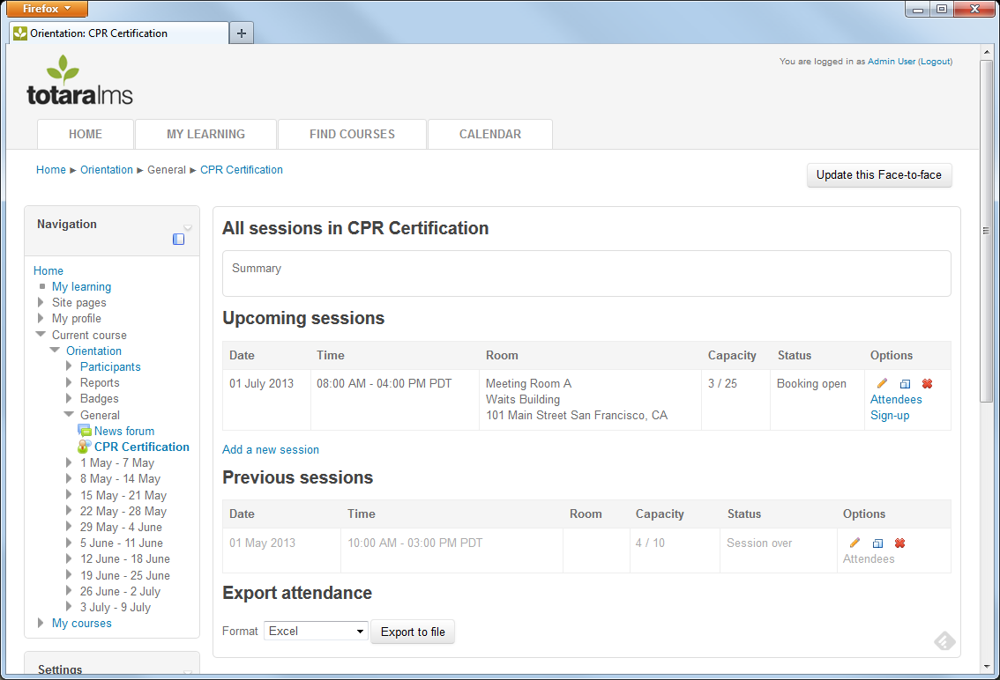 Firefox
Orientation: CPR Certification
You are logged in as Admin User (Logout)
totaralms
HOME MY LEARNING FIND COURSES CALENDAR
Home ► Orientation ► General ► CPR Certification
Update this Face-to-face
Navigation
Home
My learning
Site pages
My profile
Current course
Orientation
Participants
Reports
Badges
General
News forum
CPR Certification
1 May - 7 May
8 May - 14 May
15 May - 21 May
22 May - 28 May
29 May - 4 June
5 June - 11 June
12 June - 18 June
19 June - 25 June
26 June - 2 July
3 July - 9 July
My courses
Settings
All sessions in CPR Certification
Summary
Upcoming sessions
Date Time Room Capacity Status Options
01 July 2013 08:00 AM - 04:00 PM PDT Meeting Room A 3 / 25 Booking open
Waits Building Attendees
101 Main Street San Francisco, CA Sign-up
Add a new session
Previous sessions
Date Time Room Capacity Status Options
01 May 2013 10:00 AM - 03:00 PM PDT 4 / 10 Session over
Attendees
Export attendance
Format Excel Export to file